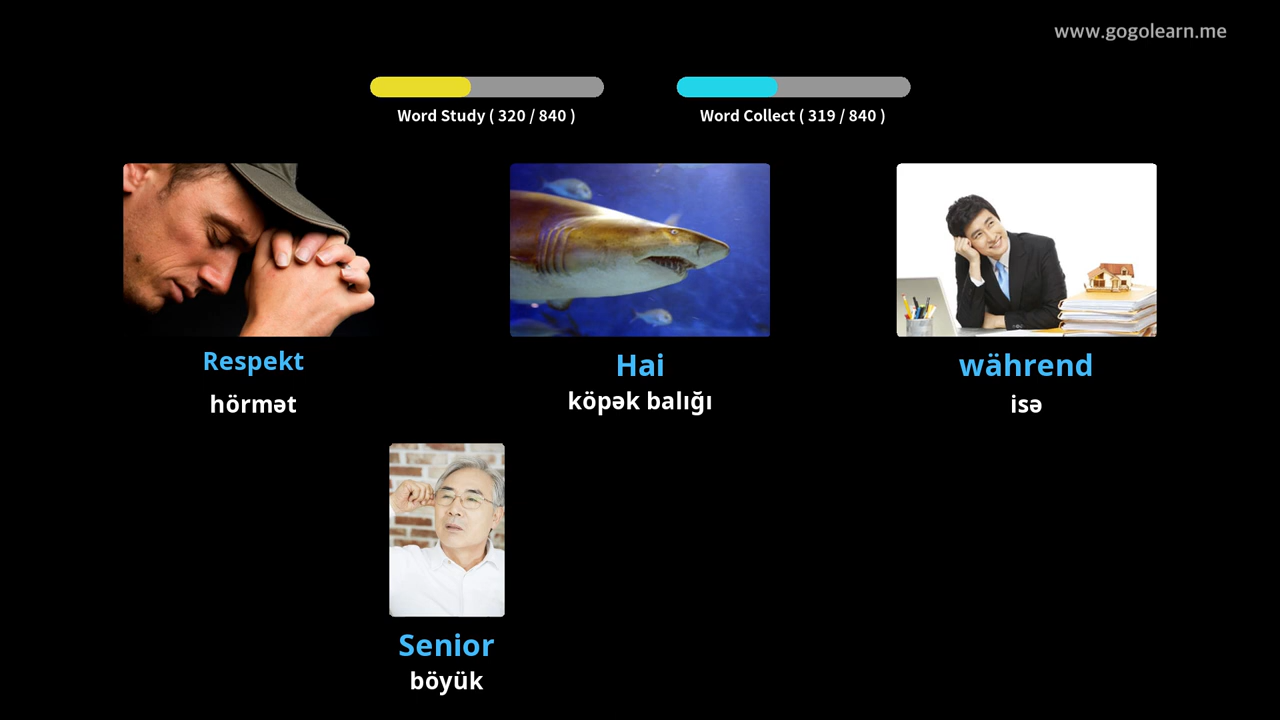 www.gogolearn.me
Word Study ( 320 / 840 )
Word Collect ( 319 / 840 )
Respekt
hörmət
Hai
köpək balığı
während
isə
Senior
böyük